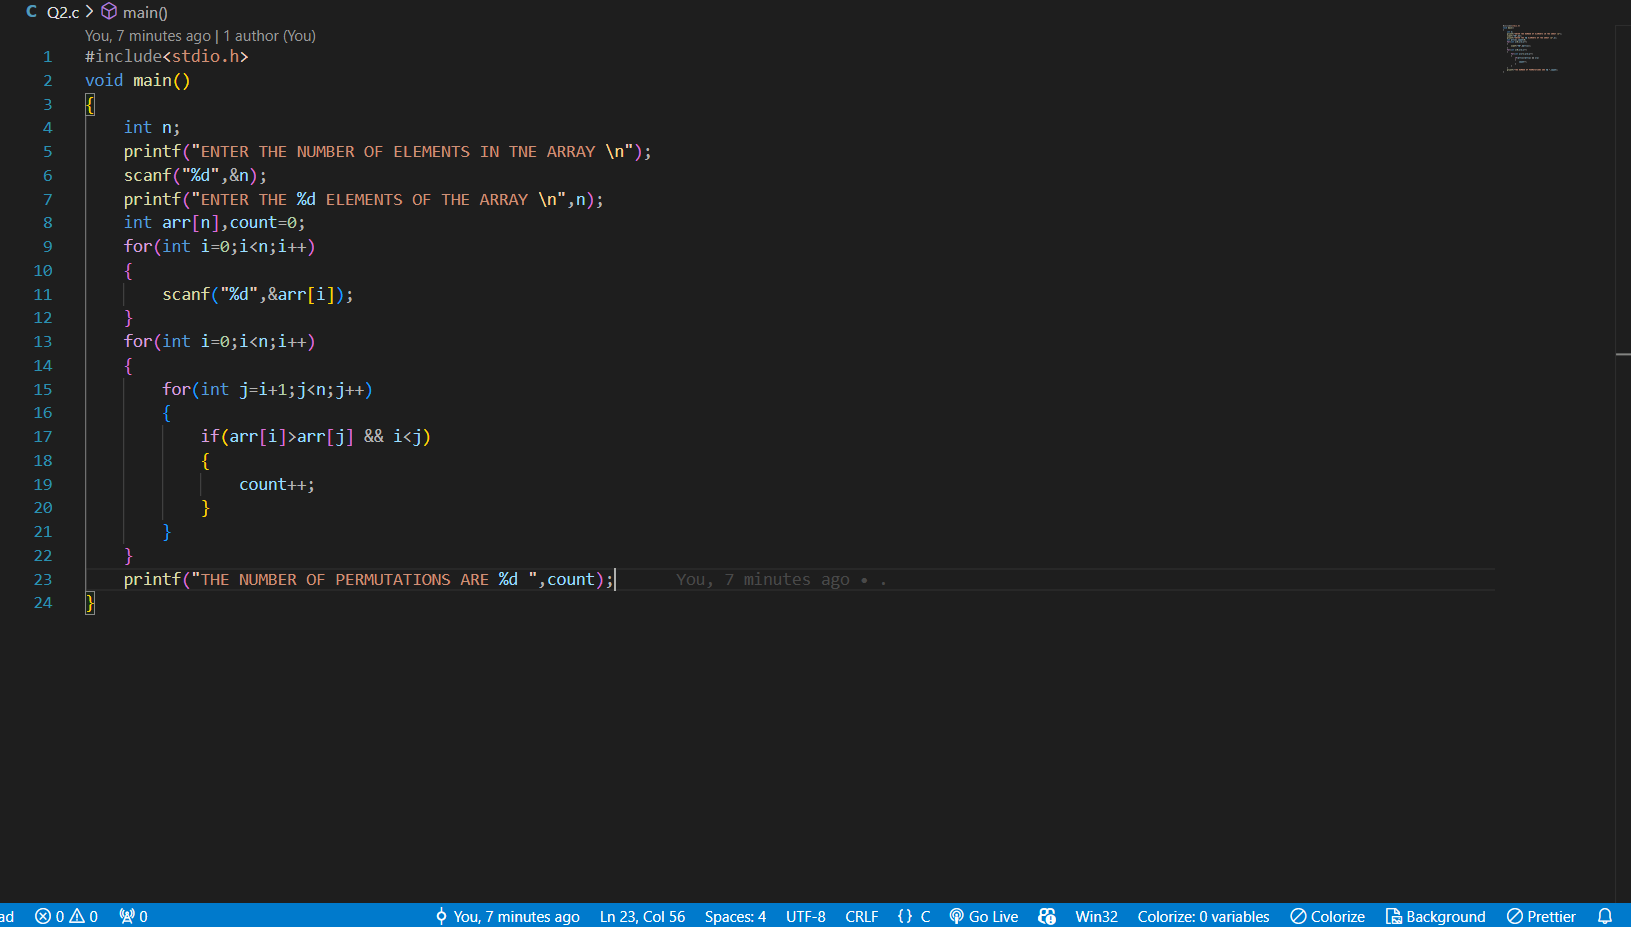 C Q2.c > main()
You, 7 minutes ago | 1 author (You)
1 #include<stdio.h>
2 void main()
3 {
4     int n;
5     printf("ENTER THE NUMBER OF ELEMENTS IN TNE ARRAY \n");
6     scanf("%d",&n);
7     printf("ENTER THE %d ELEMENTS OF THE ARRAY \n",n);
8     int arr[n],count=0;
9     for(int i=0;i<n;i++)
10     {
11         scanf("%d",&arr[i]);
12     }
13     for(int i=0;i<n;i++)
14     {
15         for(int j=i+1;j<n;j++)
16         {
17             if(arr[i]>arr[j] && i<j)
18             {
19                 count++;
20             }
21         }
22     }
23     printf("THE NUMBER OF PERMUTATIONS ARE %d ",count); You, 7 minutes ago • .
24 }
ad 0 0 0 You, 7 minutes ago Ln 23, Col 56 Spaces: 4 UTF-8 CRLF {} C Go Live Win32 Colorize: 0 variables Colorize Background Prettier